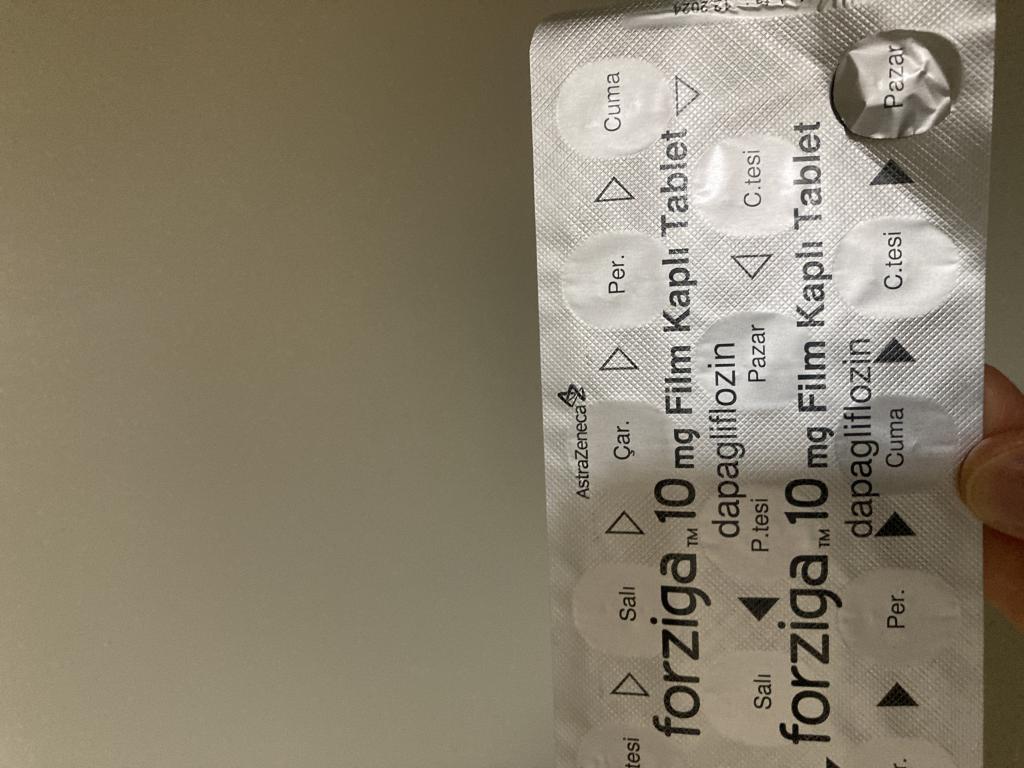 AstraZeneca
tesi Salı Çar. Per. Cuma
forziga™ 10 mg Film Kaplı Tablet
dapagliflozin
Salı P.tesi Pazar C.tesi
forziga™ 10 mg Film Kaplı Tablet
dapagliflozin
r. Per. Cuma C.tesi Pazar
2024